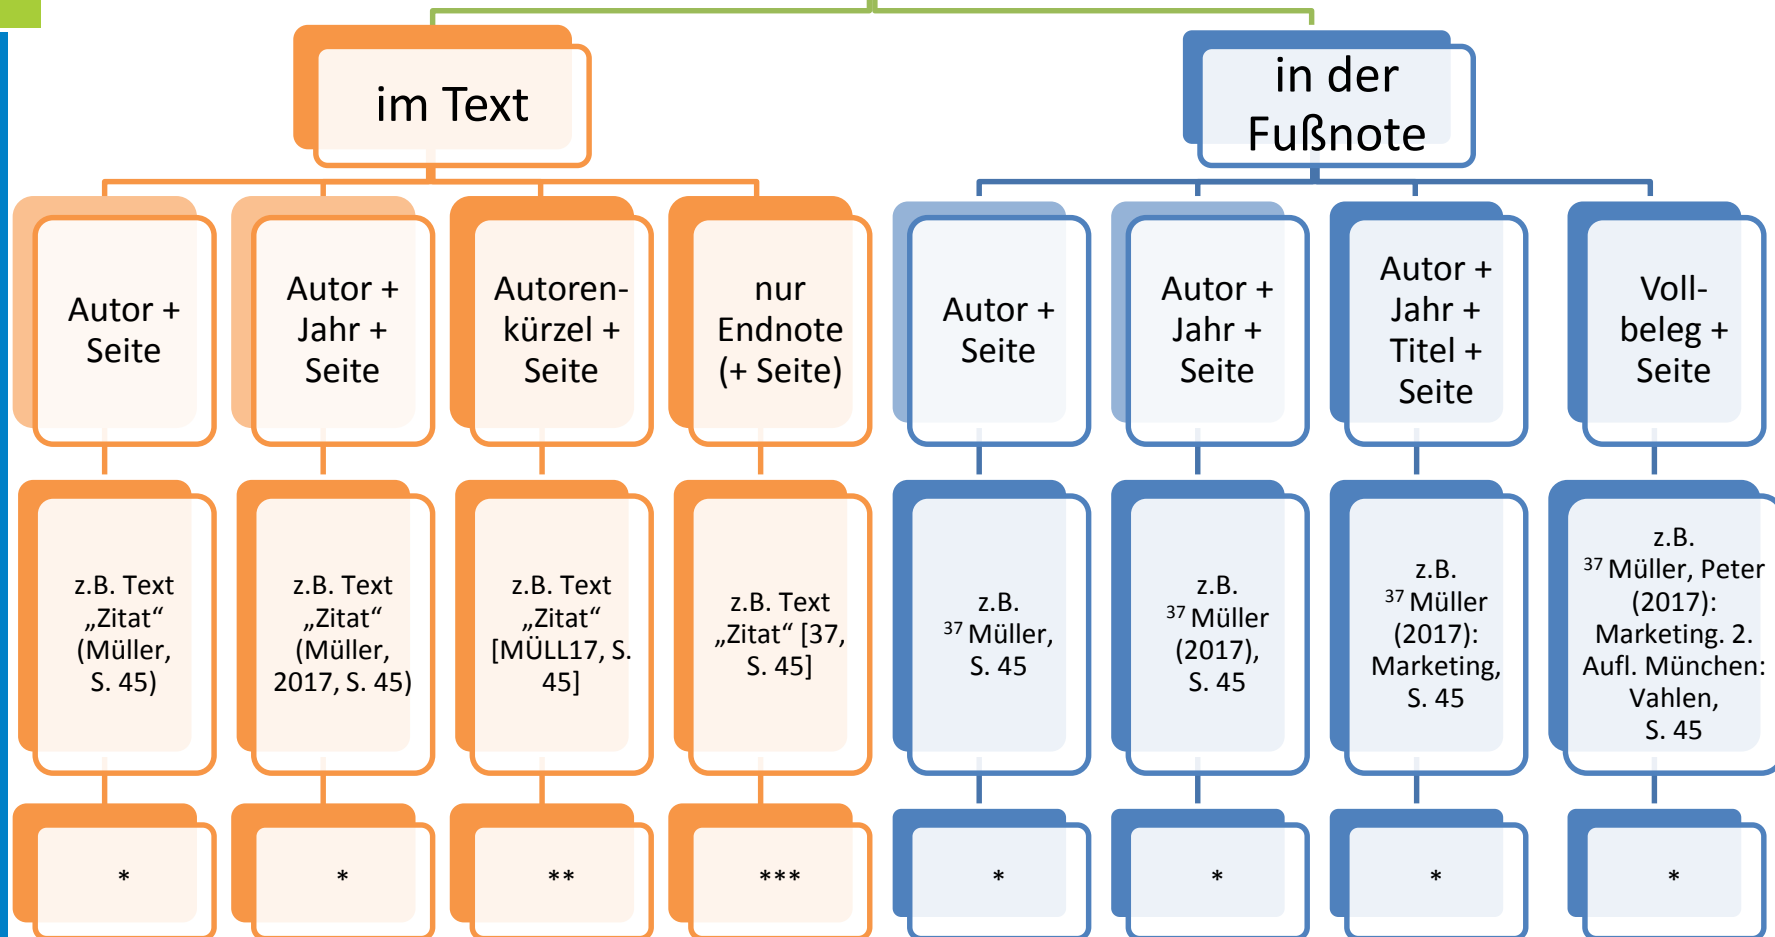 im Text
in der
Fußnote
Autor +
Seite
Autor +
Jahr +
Seite
Autoren-
kürzel +
Seite
nur
Endnote
(+ Seite)
Autor +
Seite
Autor +
Jahr +
Seite
Autor +
Jahr +
Titel +
Seite
Voll-
beleg +
Seite
z.B. Text
„Zitat“
(Müller,
S. 45)
z.B. Text
„Zitat“
(Müller,
2017, S. 45)
z.B. Text
„Zitat“
[MÜLL17, S.
45]
z.B. Text
„Zitat“ [37,
S. 45]
z.B.
³⁷ Müller,
S. 45
z.B.
³⁷ Müller
(2017),
S. 45
z.B.
³⁷ Müller
(2017):
Marketing,
S. 45
z.B.
³⁷ Müller, Peter
(2017):
Marketing. 2.
Aufl. München:
Vahlen,
S. 45
*
*
**
***
*
*
*
*